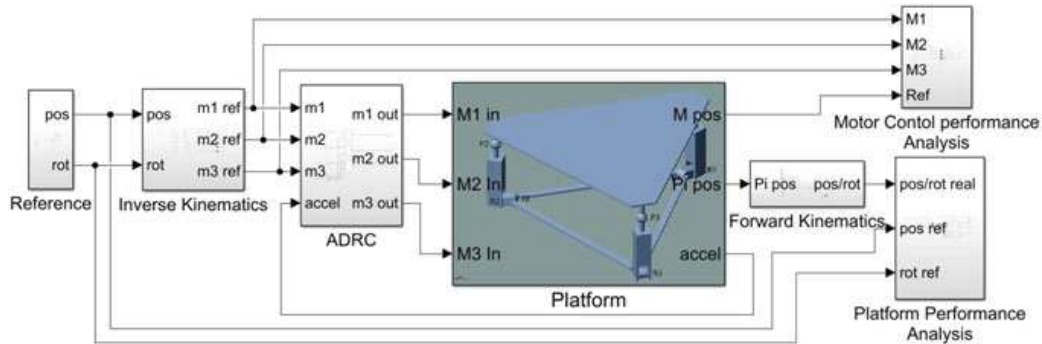 pos
rot
Reference
pos
rot
m1 ref
m2 ref
m3 ref
Inverse Kinematics
m1
m2
m3
accel
m1 out
m2 out
m3 out
ADRC
M1 in
M2 In
M3 In
M pos
Pi pos
accel
P3
Platform
Pi pos
pos/rot
Forward Kinematics
M1
M2
M3
Ref
Motor Contol performance
Analysis
pos/rot real
pos ref
rot ref
Platform Performance
Analysis